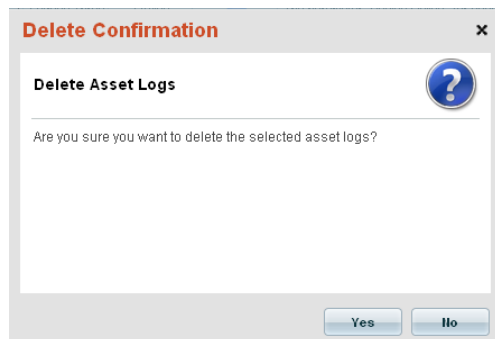 Delete Confirmation
Delete Asset Logs
Are you sure you want to delete the selected asset logs?
Yes
No